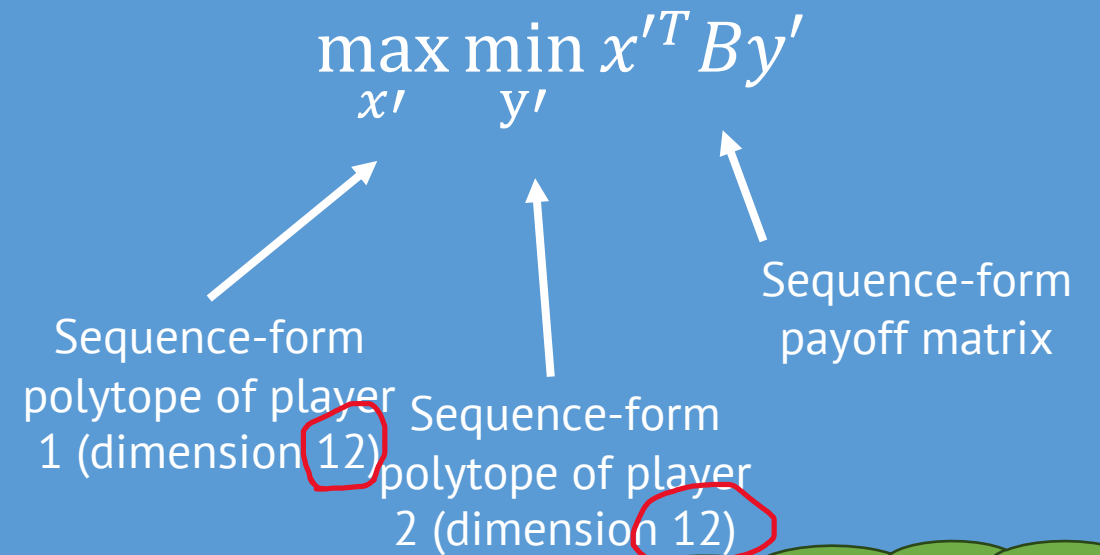 max min x′ᵀBy′
x′ y′
Sequence-form
polytope of player
1 (dimension 12)
Sequence-form
polytope of player
2 (dimension 12)
Sequence-form
payoff matrix